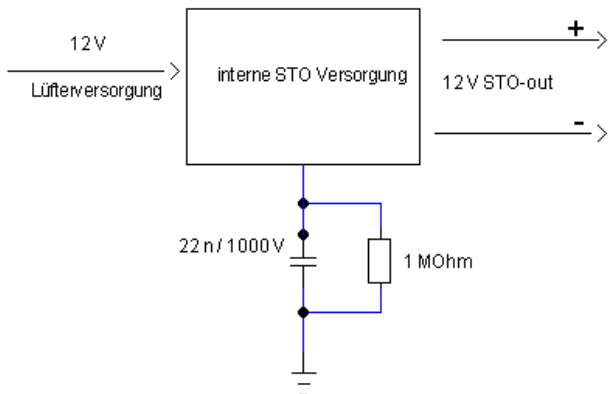 12V
Lüfterversorgung
interne STO Versorgung
+
12V STO-out
-
22n/1000V
1 MOhm